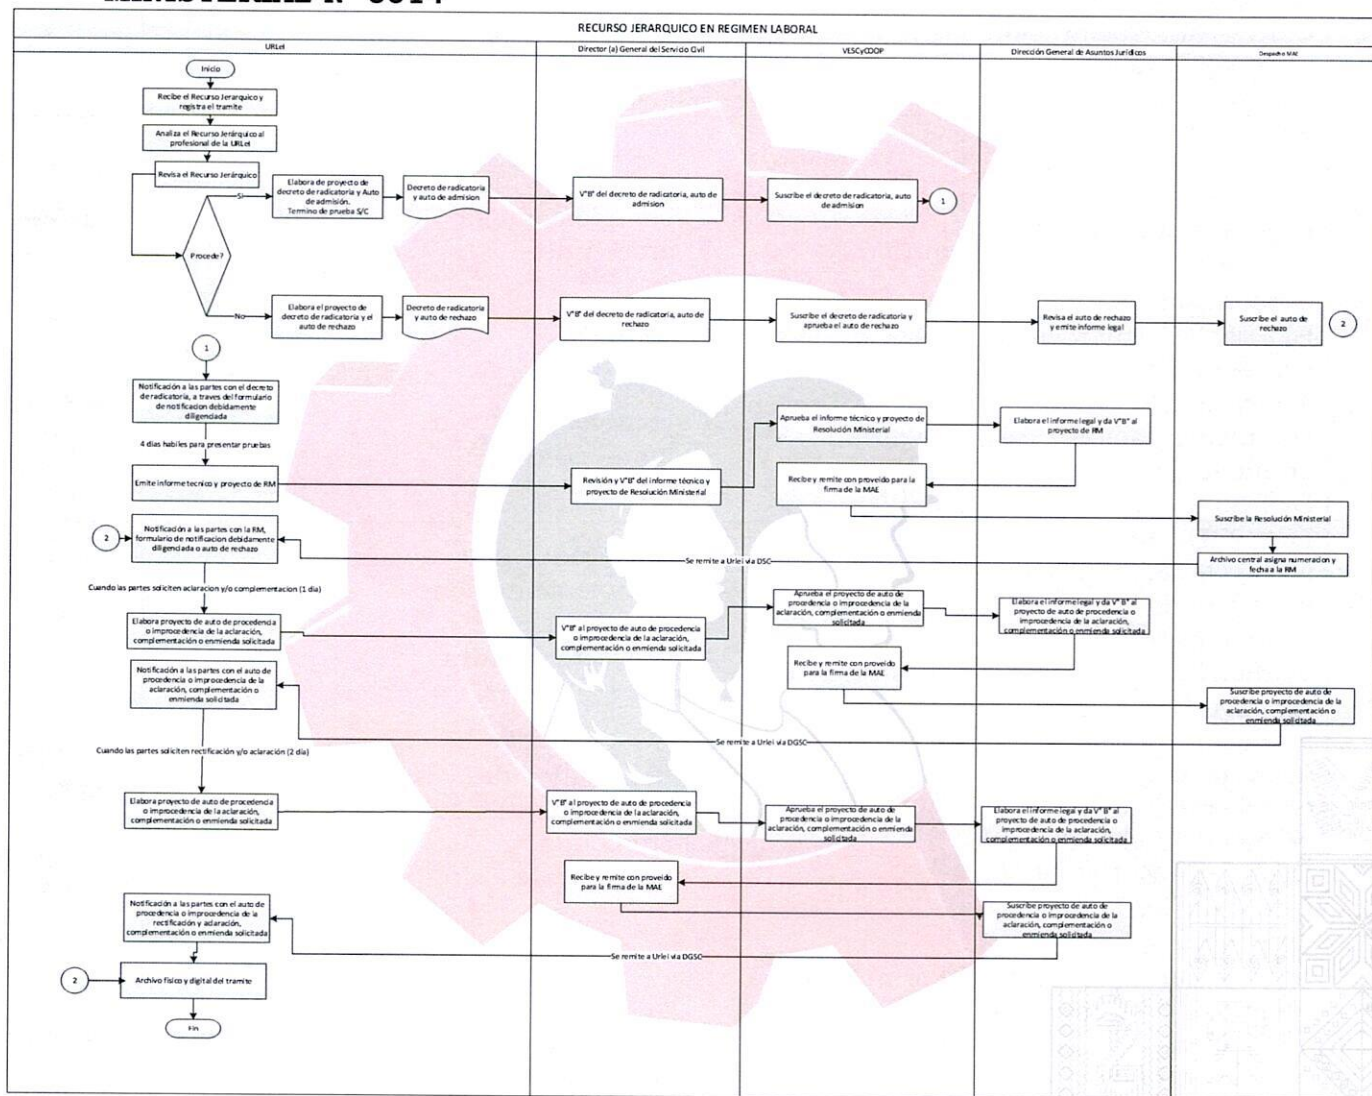 RECURSO JERARQUICO EN REGIMEN LABORAL
URLei
Director (a) General del Servicio Civil
VESCyCOOP
Dirección General de Asuntos Jurídicos
Despacho MAE
Inicio
Recibe el Recurso Jerarquico y
registra el tramite
Analiza el Recurso Jerárquico al
profesional de la URLei
Revisa el Recurso Jerárquico
Procede?
Si
Elabora de proyecto de
decreto de radicatoria y Auto
de admisión.
Termino de prueba S/C
Decreto de radicatoria
y auto de admision
V°B° del decreto de radicatoria, auto de
admision
Suscribe el decreto de radicatoria, auto
de admision
1
No
Elabora el proyecto de
decreto de radicatoria y el
auto de rechazo
Decreto de radicatoria
y auto de rechazo
V°B° del decreto de radicatoria, auto de
rechazo
Suscribe el decreto de radicatoria y
aprueba el auto de rechazo
Revisa el auto de rechazo
y emite informe legal
Suscribe el auto de
rechazo
2
1
Notificación a las partes con el decreto
de radicatoria, a traves del formulario
de notificacion debidamente
diligenciada
4 dias habiles para presentar pruebas
Emite informe tecnico y proyecto de RM
Revisión y V°B° del informe técnico y
proyecto de Resolución Ministerial
Aprueba el informe técnico y proyecto de
Resolución Ministerial
Elabora el informe legal y da V°B° al
proyecto de RM
Recibe y remite con proveido para la
firma de la MAE
Suscribe la Resolución Ministerial
Archivo central asigna numeracion y
fecha a la RM
Se remite a Urlei via DSC
2
Notificación a las partes con la RM,
formulario de notificacion debidamente
diligenciada o auto de rechazo
Cuando las partes soliciten aclaracion y/o complementacion (1 dia)
Elabora proyecto de auto de procedencia
o improcedencia de la aclaración,
complementación o enmienda solicitada
V°B° al proyecto de auto de procedencia
o improcedencia de la aclaración,
complementación o enmienda solicitada
Aprueba el proyecto de auto de
procedencia o improcedencia de la
aclaración, complementación o enmienda
solicitada
Elabora el informe legal y da V° B° al
proyecto de auto de procedencia o
improcedencia de la aclaración,
complementación o enmienda solicitada
Recibe y remite con proveido
para la firma de la MAE
Suscribe proyecto de auto de
procedencia o improcedencia de la
aclaración, complementación o
enmienda solicitada
Se remite a Urlei via DGSC
Notificación a las partes con el auto de
procedencia o improcedencia de la
aclaración, complementación o
enmienda solicitada
Cuando las partes soliciten rectificación y/o aclaración (2 día)
Elabora proyecto de auto de procedencia
o improcedencia de la aclaración,
complementación o enmienda solicitada
V°B° al proyecto de auto de procedencia
o improcedencia de la aclaración,
complementación o enmienda solicitada
Aprueba el proyecto de auto de
procedencia o improcedencia de la
aclaración, complementación o enmienda
solicitada
Elabora el informe legal y da V° B° al
proyecto de auto de procedencia o
improcedencia de la aclaración,
complementación o enmienda solicitada
Recibe y remite con proveido
para la firma de la MAE
Suscribe proyecto de auto de
procedencia o improcedencia de la
aclaración, complementación o
enmienda solicitada
Se remite a Urlei via DGSC
Notificación a las partes con el auto de
procedencia o improcedencia de la
rectificación y aclaración,
complementación o enmienda solicitada
2
Archivo fisico y digital del tramite
Fin